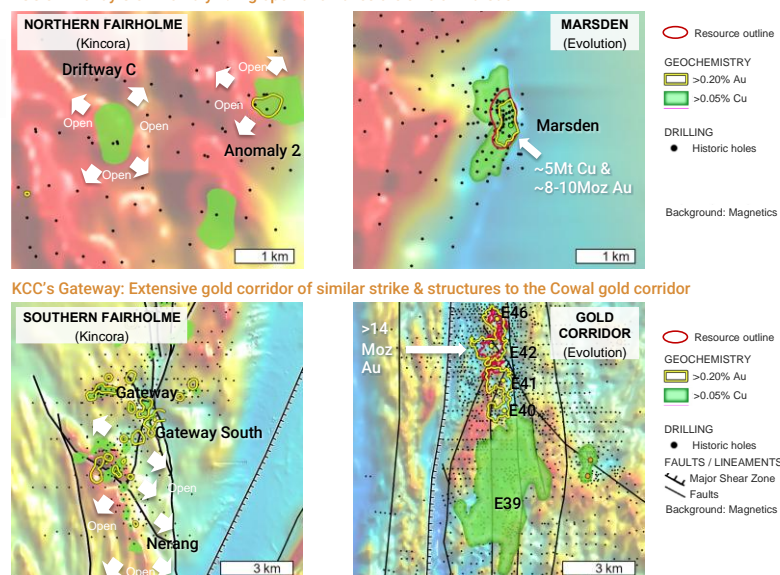 NORTHERN FAIRHOLME
(Kincora)
Driftway C
Open
Open
Open
Open
Open
Anomaly 2
1 km
MARSDEN
(Evolution)
Marsden
~5Mt Cu &
~8-10Moz Au
1 km
Resource outline
GEOCHEMISTRY
>0.20% Au
>0.05% Cu
DRILLING
Historic holes
Background: Magnetics
KCC's Gateway: Extensive gold corridor of similar strike & structures to the Cowal gold corridor
SOUTHERN FAIRHOLME
(Kincora)
Gateway
Gateway South
Open
Open
Nerang
Open
3 km
GOLD
CORRIDOR
(Evolution)
>14
Moz
Au
E46
E42
E41
E40
E39
3 km
Resource outline
GEOCHEMISTRY
>0.20% Au
>0.05% Cu
DRILLING
Historic holes
FAULTS / LINEAMENTS
Major Shear Zone
Faults
Background: Magnetics